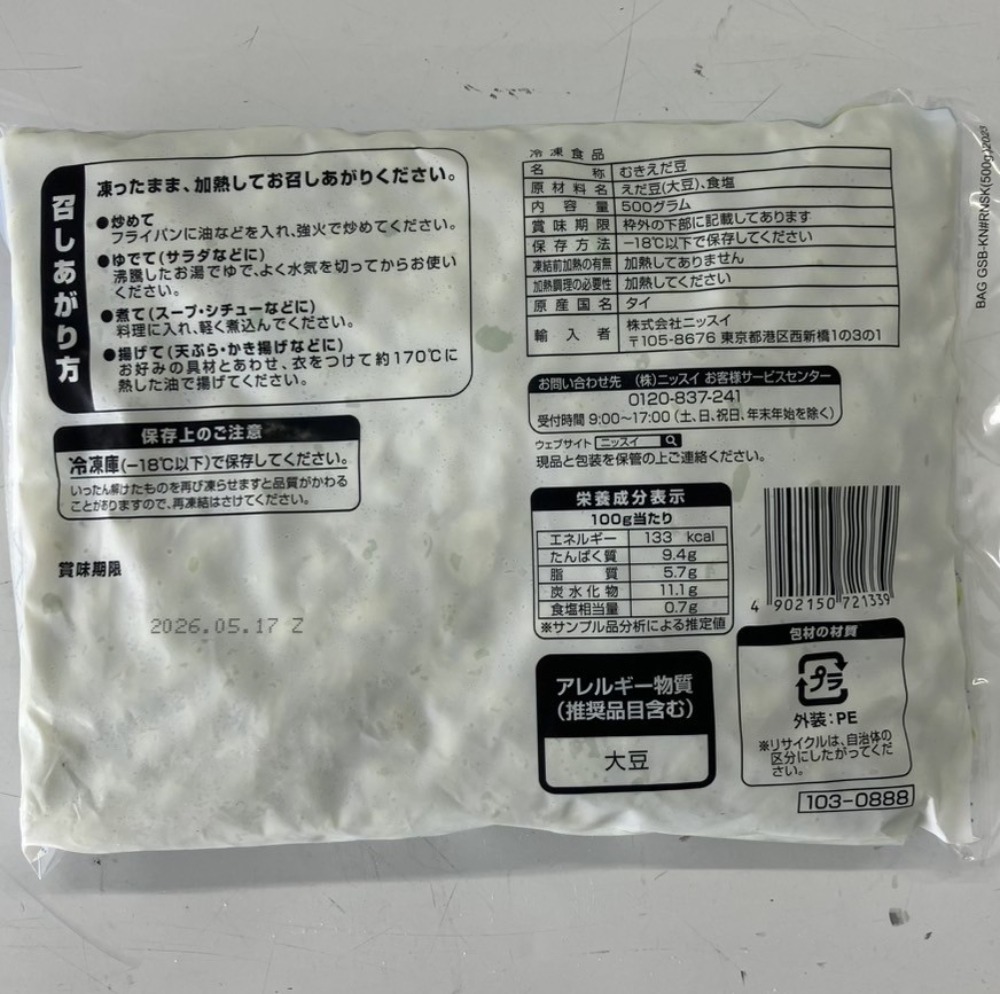 召しあがり方
凍ったまま、加熱してお召しあがりください。
●炒めて
フライパンに油などを入れ、強火で炒めてください。
●ゆでて(サラダなどに)
沸騰したお湯でゆで、よく水気を切ってからお使い
ください。
●煮て(スープ・シチューなどに)
料理に入れ、軽く煮込んでください。
●揚げて(天ぷら・かき揚げなどに)
お好みの具材とあわせ、衣をつけて約170℃に
熱した油で揚げてください。
保存上のご注意
冷凍庫(−18℃以下)で保存してください。
いったん解けたものを再び凍らせますと品質がかわる
ことがありますので、再凍結はさけてください。
賞味期限
2026.05.17 Z
冷凍食品
名称 むきえだ豆
原材料名 えだ豆(大豆)、食塩
内容量 500グラム
賞味期限 枠外の下部に記載してあります
保存方法 −18℃以下で保存してください
凍結前加熱の有無 加熱してありません
加熱調理の必要性 加熱してください
原産国名 タイ
輸入者 株式会社ニッスイ
〒105-8676 東京都港区西新橋1の3の1
お問い合わせ先 (株)ニッスイ お客様サービスセンター
0120-837-241
受付時間 9:00〜17:00 (土、日、祝日、年末年始を除く)
ウェブサイト ニッスイ
現品と包装を保管の上ご連絡ください。
栄養成分表示
100g当たり
エネルギー 133 kcal
たんぱく質 9.4g
脂質 5.7g
炭水化物 11.1g
食塩相当量 0.7g
※サンプル品分析による推定値
4 902150 721339
アレルギー物質
(推奨品目含む)
大豆
包材の材質
プラ
外装:PE
※リサイクルは、自治体の
区分にしたがってくだ
さい。
103-0888
BAG GSB-KN#RNSK(500g)2023